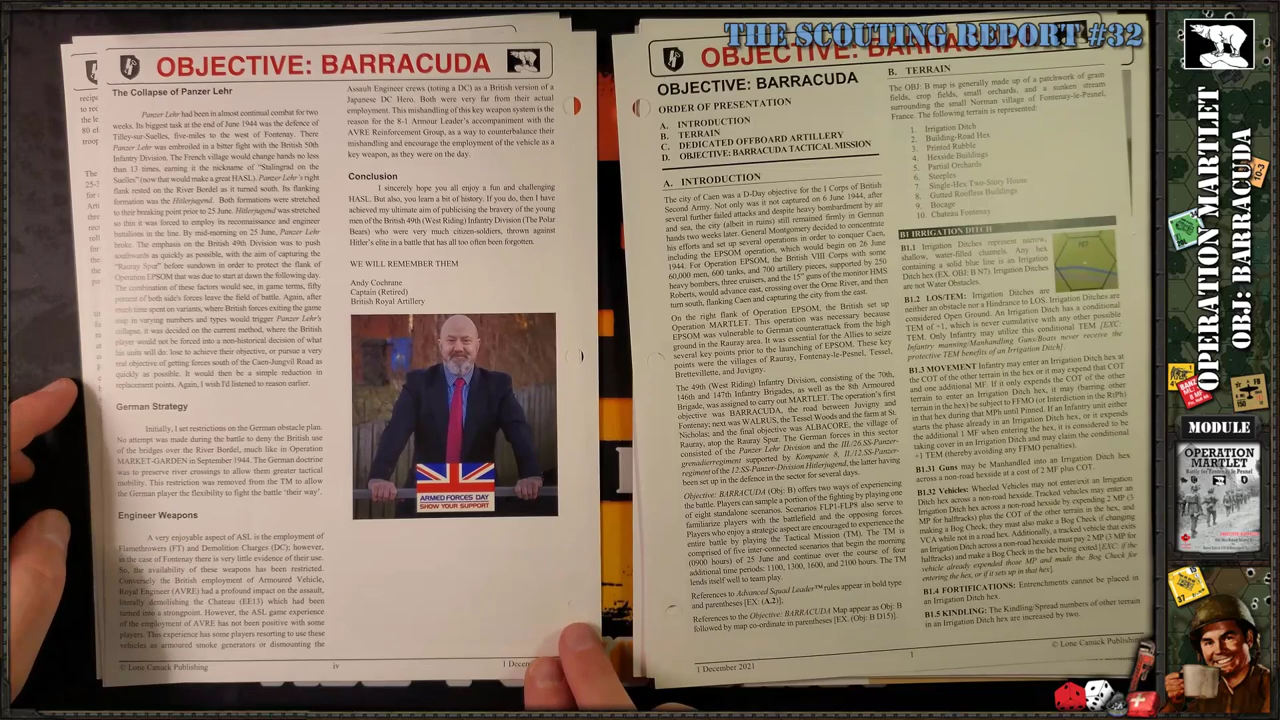 THE SCOUTING REPORT #32
OBJECTIVE: BARRACUDA
The Collapse of Panzer Lehr
Panzer Lehr had been in almost continual combat for two
weeks. Its biggest task at the end of June 1944 was the defence of
Tilley-sur-Suelles, five-miles to the west of Fontenay. There
Panzer Lehr was embroiled in a bitter fight with the British 50th
Infantry Division. The French village would change hands no less
than 13 times, earning it the nickname of "Stalingrad on the
Suelles" (now that would make a great HASL). Panzer Lehr's right
flank rested on the River Bordel as it turned south. Its flanking
formation was the Hitlerjugend. Both formations were stretched
to their breaking point prior to 25 June. Hitlerjugend was stretched
so thin it was forced to employ its reconnaissance and engineer
battalions in the line. By mid-morning on 25 June, Panzer Lehr
broke. The emphasis on the British 49th Division was to push
southwards as quickly as possible, with the aim of capturing the
"Rauray Spur" before sundown in order to protect the flank of
Operation EPSOM that was due to start at dawn the following day.
The combination of these factors would see, in game terms, fifty
percent of both side's forces leave the field of battle. Again, after
much time spent on variants, where British forces exiting the game
map in varying numbers and types would trigger Panzer Lehr's
collapse, it was decided on the current method, where the British
player would not be forced into a non-historical decision of what
his units will do: lose to achieve their objective, or pursue a very
real objective of getting forces south of the Caen-Jungvil Road as
quickly as possible. It would then be a simple reduction in
replacement points. Again, I wish I'd listened to reason earlier.
German Strategy
Initially, I set restrictions on the German obstacle plan.
No attempt was made during the battle to deny the British use
of the bridges over the River Bordel, much like in Operation
MARKET-GARDEN in September 1944. The German doctrine
was to preserve river crossings to allow them greater tactical
mobility. This restriction was removed from the TM to allow
the German player the flexibility to fight the battle 'their way'.
Engineer Weapons
A very enjoyable aspect of ASL is the employment of
Flamethrowers (FT) and Demolition Charges (DC); however,
in the case of Fontenay there is very little evidence of their use.
So, the availability of these weapons has been restricted.
Conversely the British employment of Armoured Vehicle,
Royal Engineer (AVRE) had a profound impact on the assault,
literally demolishing the Chateau (EE13) which had been
turned into a strongpoint. However, the ASL game experience
of the employment of AVRE has not been positive with some
players. This experience has some players resorting to use these
vehicles as armoured smoke generators or dismounting the
© Lone Canuck Publishing
iv
1 Decem
Assault Engineer crews (toting a DC) as a British version of a
Japanese DC Hero. Both were very far from their actual
employment. This mishandling of this key weapon system is the
reason for the 8-1 Armour Leader's accompaniment with the
AVRE Reinforcement Group, as a way to counterbalance their
mishandling and encourage the employment of the vehicle as a
key weapon, as they were on the day.
Conclusion
I sincerely hope you all enjoy a fun and challenging
HASL. But also, you learn a bit of history. If you do, then I have
achieved my ultimate aim of publicising the bravery of the young
men of the British 49th (West Riding) Infantry Division (The Polar
Bears) who were very much citizen-soldiers, thrown against
Hitler's elite in a battle that has all too often been forgotten.
WE WILL REMEMBER THEM
Andy Cochrane
Captain (Retired)
British Royal Artillery
ARMED FORCES DAY
SHOW YOUR SUPPORT
OBJECTIVE: BARRACUDA
OBJECTIVE: BARRACUDA
ORDER OF PRESENTATION
A. INTRODUCTION
B. TERRAIN
C. DEDICATED OFFBOARD ARTILLERY
D. OBJECTIVE: BARRACUDA TACTICAL MISSION
A. INTRODUCTION
The city of Caen was a D-Day objective for the I Corps of British
Second Army. Not only was it not captured on 6 June 1944, after
several further failed attempts and despite heavy bombardment by air
and sea, the city (albeit in ruins) still remained firmly in German
hands two weeks later. General Montgomery decided to concentrate
his efforts and set up several operations in order to conquer Caen,
including the EPSOM operation, which would begin on 26 June
1944. For EPSOM, the British VIII Corps with some
60,000 men, 600 tanks, and 700 artillery pieces, supported by 250
heavy bombers, three cruisers, and the 15" guns of the monitor HMS
Roberts, would advance east, crossing over the Orne River, and then
turn south, flanking Caen and capturing the city from the east.
On the right flank of Operation EPSOM, the British set up
Operation MARTLET. This operation was necessary because
EPSOM was vulnerable to German counterattack from the high
ground in the Rauray area. It was essential for the Allies to seize
several key points prior to the launching of EPSOM. These key
points were the villages of Rauray, Fontenay-le-Pesnel, Tessel,
Bretteville, and Juvigny.
The 49th (West Riding) Infantry Division, consisting of the 70th,
146th and 147th Infantry Brigades, as well as the 8th Armoured
Brigade, was assigned to carry out MARTLET. The operation's first
objective was BARRACUDA, the road between Juvigny and
Fontenay; next was WALRUS, the Tessel Woods and the farm at St.
Nicholas; and the final objective was ALBACORE, the village of
Rauray, atop the Rauray Spur. The German forces in this sector
consisted of the Panzer Lehr Division and the III/26.SS-Panzer-
grenadierregiment supported by Kompanie 8, II./12.SS-Panzer-
regiment of the 12.SS-Panzer-Division Hitlerjugend, the latter having
been set up in the defence in the sector for several days.
Objective: BARRACUDA (Obj: B) offers two ways of experiencing
the battle. Players can sample a portion of the fighting by playing one
of eight standalone scenarios. Scenarios FLP1-FLP8 also serve to
familiarize players with the battlefield and the opposing forces.
Players who enjoy a strategic aspect are encouraged to experience the
entire battle by playing the Tactical Mission (TM). The TM is
comprised of five inter-connected scenarios that begin the morning
(0900 hours) of 25 June and continue over the course of four
additional time periods: 1100, 1300, 1600, and 2100 hours. The TM
lends itself well to team play.
References to Advanced Squad Leader™ rules appear in bold type
and parentheses [EX. (A.2)].
References to the Objective: BARRACUDA Map appear as Obj: B
followed by map co-ordinate in parentheses [EX. (Obj: B D15)].
1 December 2021
1
© Lone Canuck Publishing
B. TERRAIN
The OBJ: B map is generally made up of a patchwork of grain
fields, crop fields, small orchards, and a sunken stream
surrounding the small Norman village of Fontenay-le-Pesnel,
France. The following terrain is represented:
1. Irrigation Ditch
2. Building-Road Hex
3. Printed Rubble
4. Hexside Buildings
5. Partial Orchards
6. Steeples
7. Single-Hex Two-Story House
8. Gutted Roofless Buildings
9. Bocage
10. Chateau Fontenay
B1 IRRIGATION DITCH
B1.1 Irrigation Ditches represent narrow,
shallow, water-filled channels. Any hex
containing a solid blue line is an Irrigation
Ditch hex (EX. OBJ: B N7). Irrigation Ditches
are not Water Obstacles.
B1.2 LOS/TEM: Irrigation Ditches are
neither an obstacle nor a Hindrance to LOS. Irrigation Ditches are
considered Open Ground. An Irrigation Ditch has a conditional
TEM of +1, which is never cumulative with any other possible
TEM. Only Infantry may utilize this conditional TEM [EXC:
Infantry manning/Manhandling Guns/Boats never receive the
protective TEM benefits of an Irrigation Ditch].
B1.3 MOVEMENT Infantry may enter an Irrigation Ditch hex at
the COT of the other terrain in the hex or it may expend that COT
and one additional MF. If it only expends the COT of the other
terrain to enter an Irrigation Ditch hex, it may (barring other
terrain in the hex) be subject to FFMO (or Interdiction in the RtPh)
in that hex during that MPh until Pinned. If an Infantry unit either
starts the phase already in an Irrigation Ditch hex, or it expends
the additional 1 MF when entering the hex, it is considered to be
taking cover in an Irrigation Ditch and may claim the conditional
+1 TEM (thereby avoiding any FFMO penalties).
B1.31 Guns may be Manhandled into an Irrigation Ditch hex
across a non-road hexside at a cost of 2 MF plus COT.
B1.32 Vehicles: Wheeled Vehicles may not enter/exit an Irrigation
Ditch hex across a non-road hexside. Tracked vehicles may enter an
Irrigation Ditch hex across a non-road hexside by expending 2 MP (3
MP for halftracks) plus the COT of the other terrain in the hex, and
making a Bog Check; they must also make a Bog Check if changing
VCA while not in a road hex. Additionally, a tracked vehicle that exits
an Irrigation Ditch across a non-road hexside must pay 2 MP (3 MP if
halftracks) and make a Bog Check in the hex being exited [EXC: if the
vehicle already expended those MP and made the Bog Check for
entering the hex, or if it sets up in that hex].
B1.4 FORTIFICATIONS: Entrenchments cannot be placed in
an Irrigation Ditch hex.
B1.5 KINDLING: The Kindling/Spread numbers of other terrain
in an Irrigation Ditch hex are increased by two.
OPERATION MARTLET
OBJ: BARRACUDA
MODULE
OPERATION
MARTLET